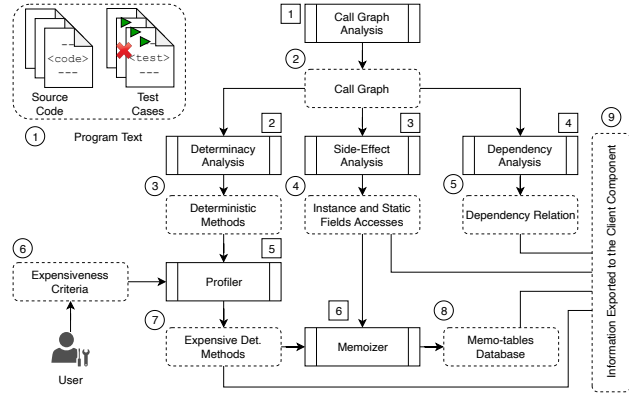 1
Call Graph
Analysis
---
<code>
---
---
<test>
---
Source
Code
Test
Cases
1
Program Text
2
Call Graph
2
Determinacy
Analysis
3
Side-Effect
Analysis
4
Dependency
Analysis
9
Information Exported to the Client Component
3
Deterministic
Methods
4
Instance and Static
Fields Accesses
5
Dependency Relation
6
Expensiveness
Criteria
5
Profiler
User
7
Expensive Det.
Methods
6
Memoizer
8
Memo-tables
Database